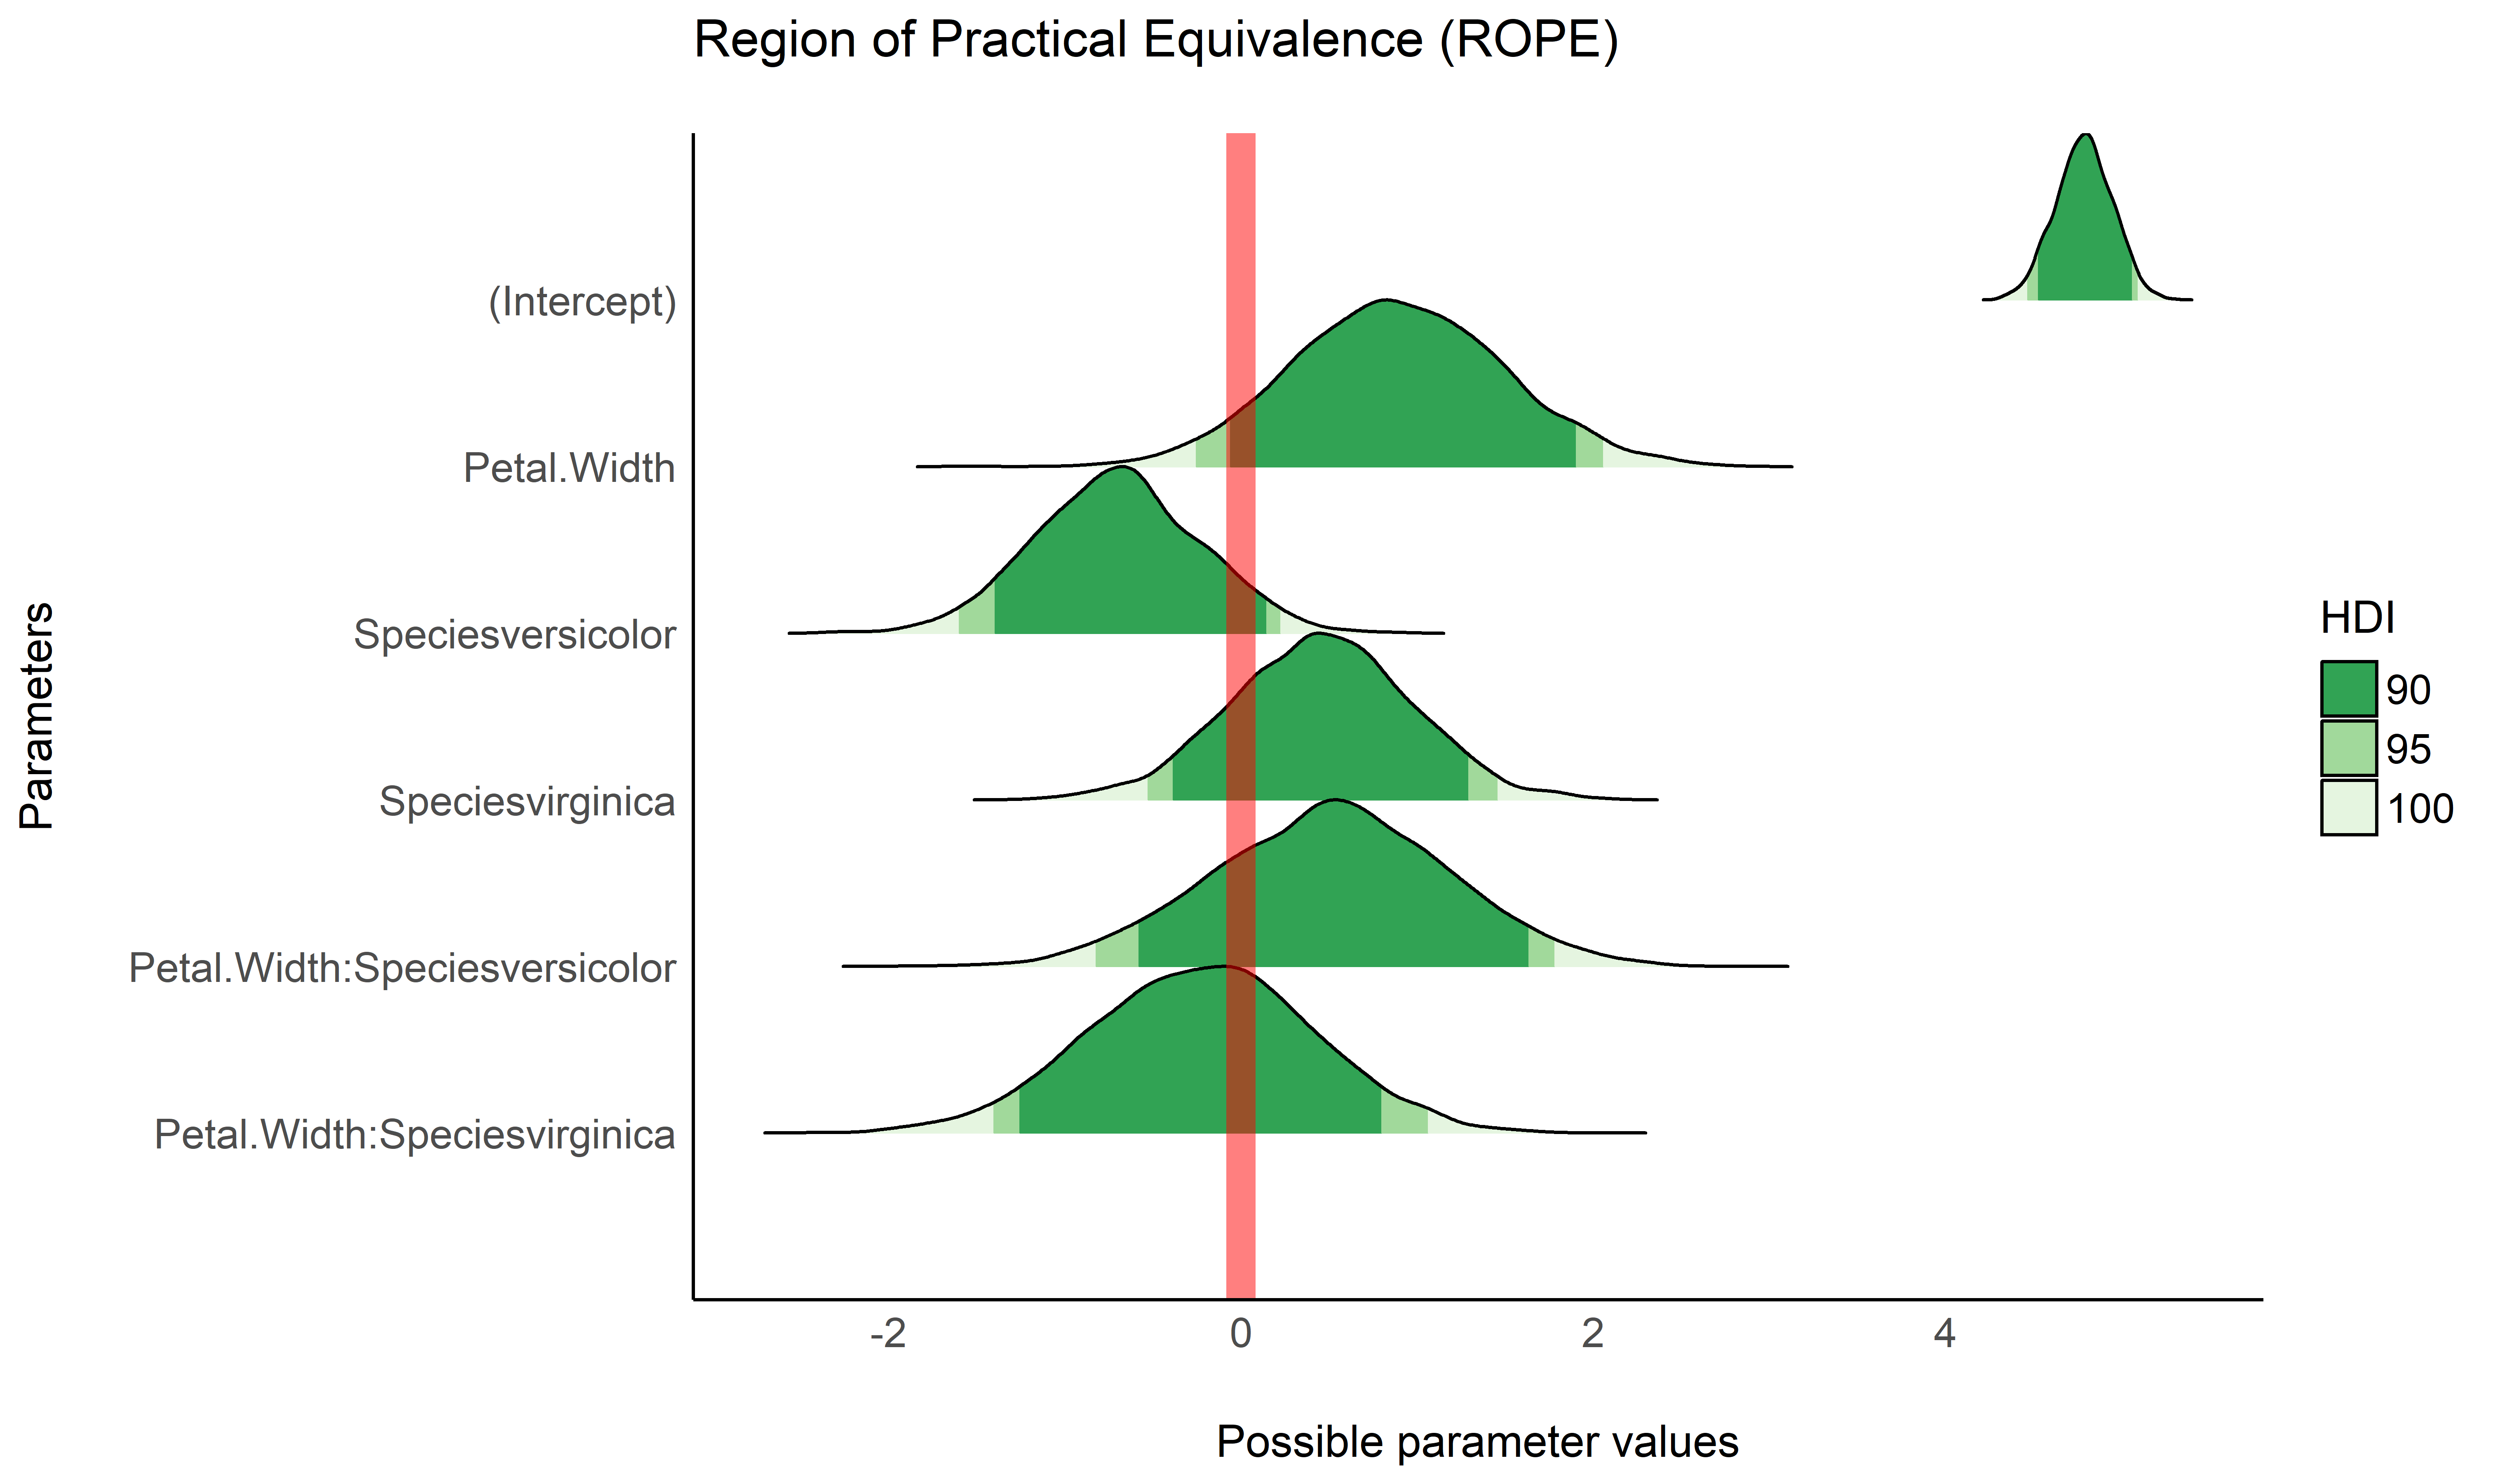 Region of Practical Equivalence (ROPE)
Parameters
(Intercept)
Petal.Width
Speciesversicolor
Speciesvirginica
Petal.Width:Speciesversicolor
Petal.Width:Speciesvirginica
-2 0 2 4
Possible parameter values
HDI
90
95
100